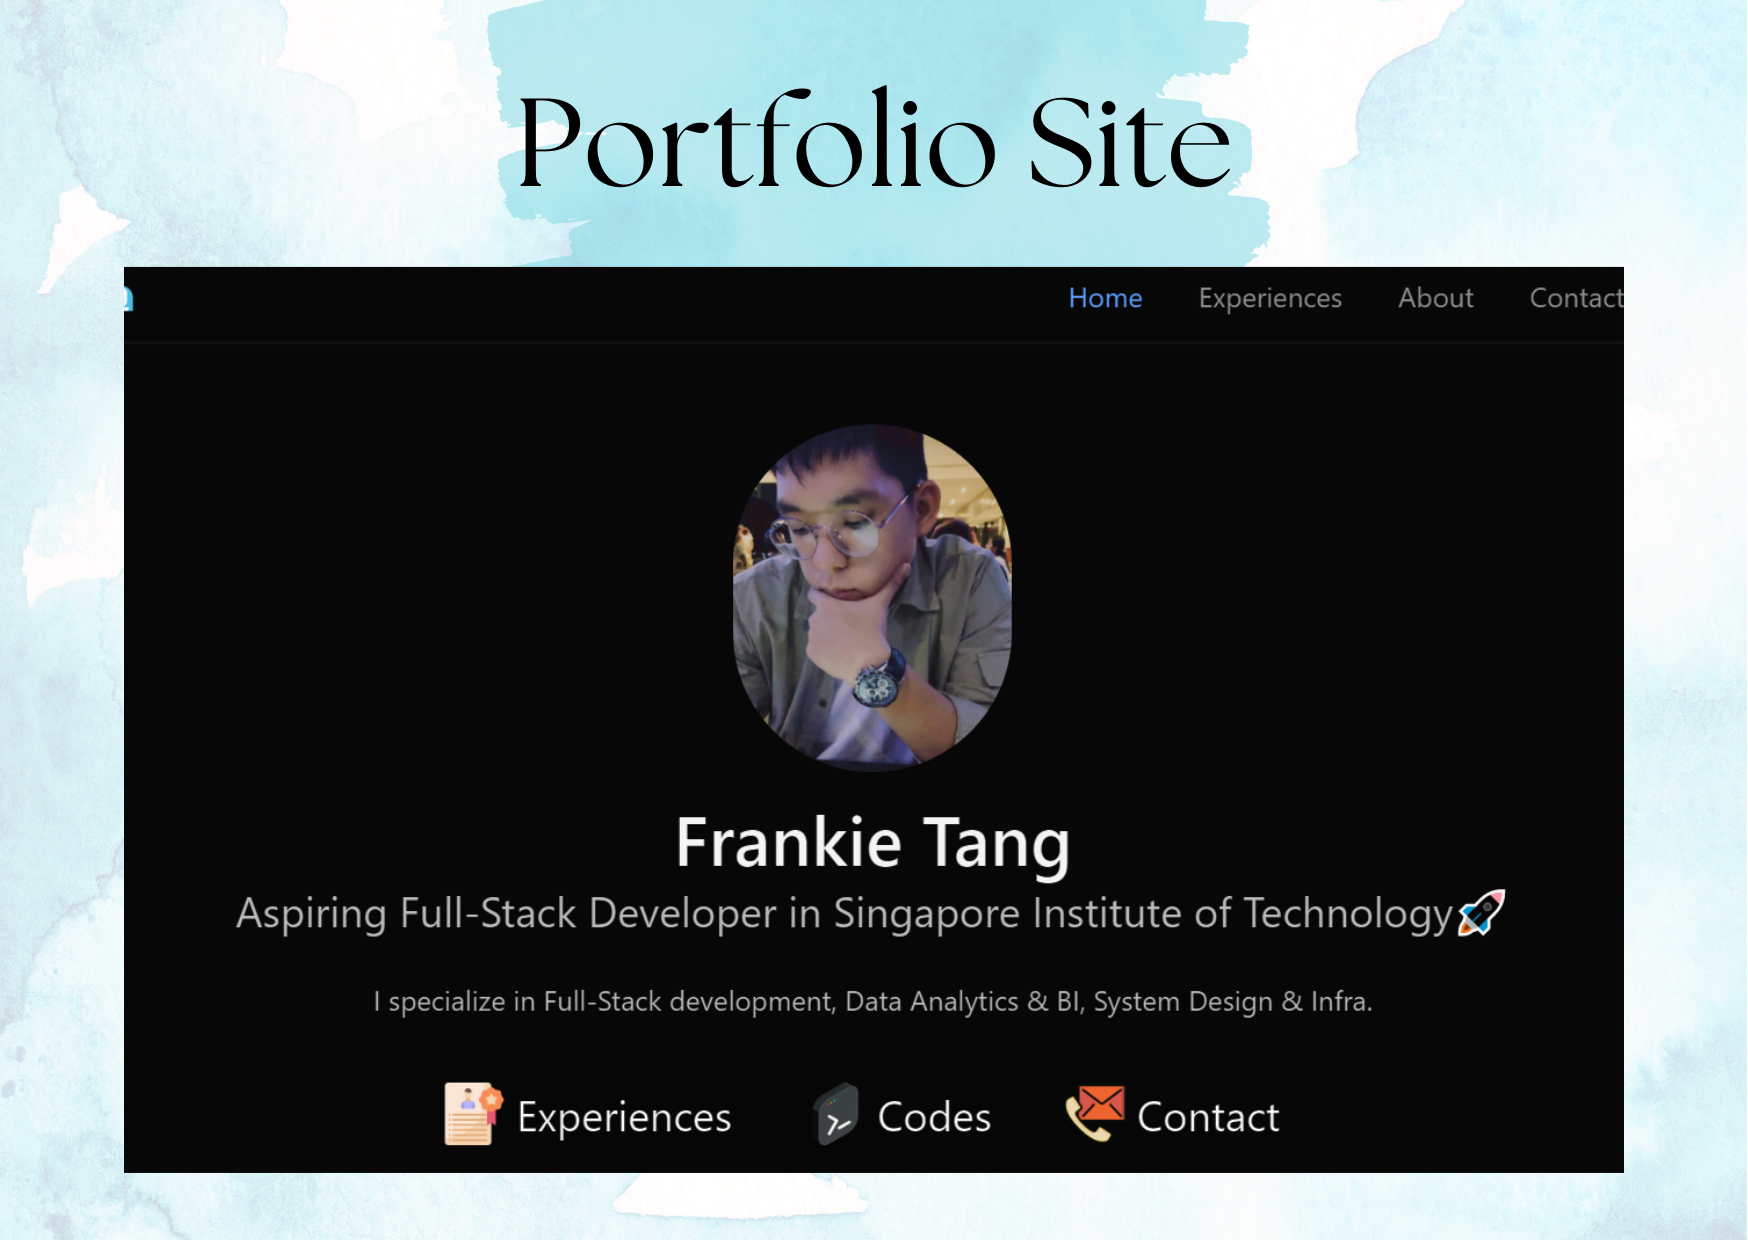 Portfolio Site
Home Experiences About Contact
Frankie Tang
Aspiring Full-Stack Developer in Singapore Institute of Technology🚀
I specialize in Full-Stack development, Data Analytics & BI, System Design & Infra.
Experiences Codes Contact